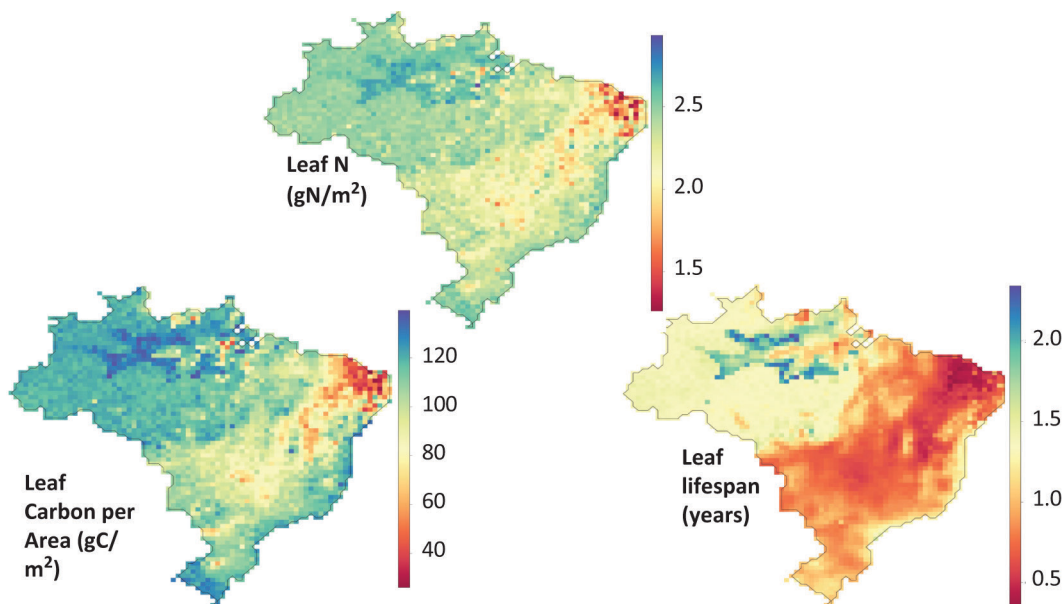 Leaf N
(gN/m²)
2.5
2.0
1.5
Leaf
Carbon per
Area (gC/
m²)
120
100
80
60
40
Leaf
lifespan
(years)
2.0
1.5
1.0
0.5